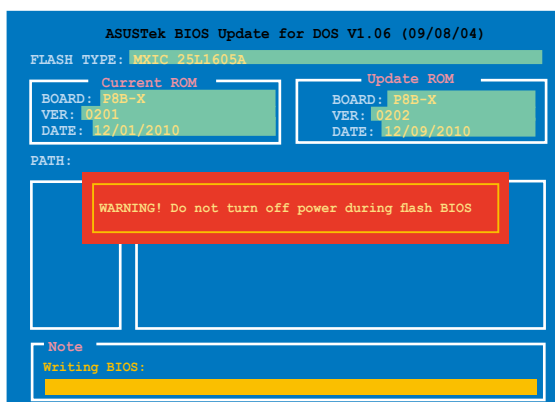 ASUSTek BIOS Update for DOS V1.06 (09/08/04)
FLASH TYPE: MXIC 25L1605A
Current ROM
BOARD: P8B-X
VER: 0201
DATE: 12/01/2010
Update ROM
BOARD: P8B-X
VER: 0202
DATE: 12/09/2010
PATH:
WARNING! Do not turn off power during flash BIOS
Note
Writing BIOS: